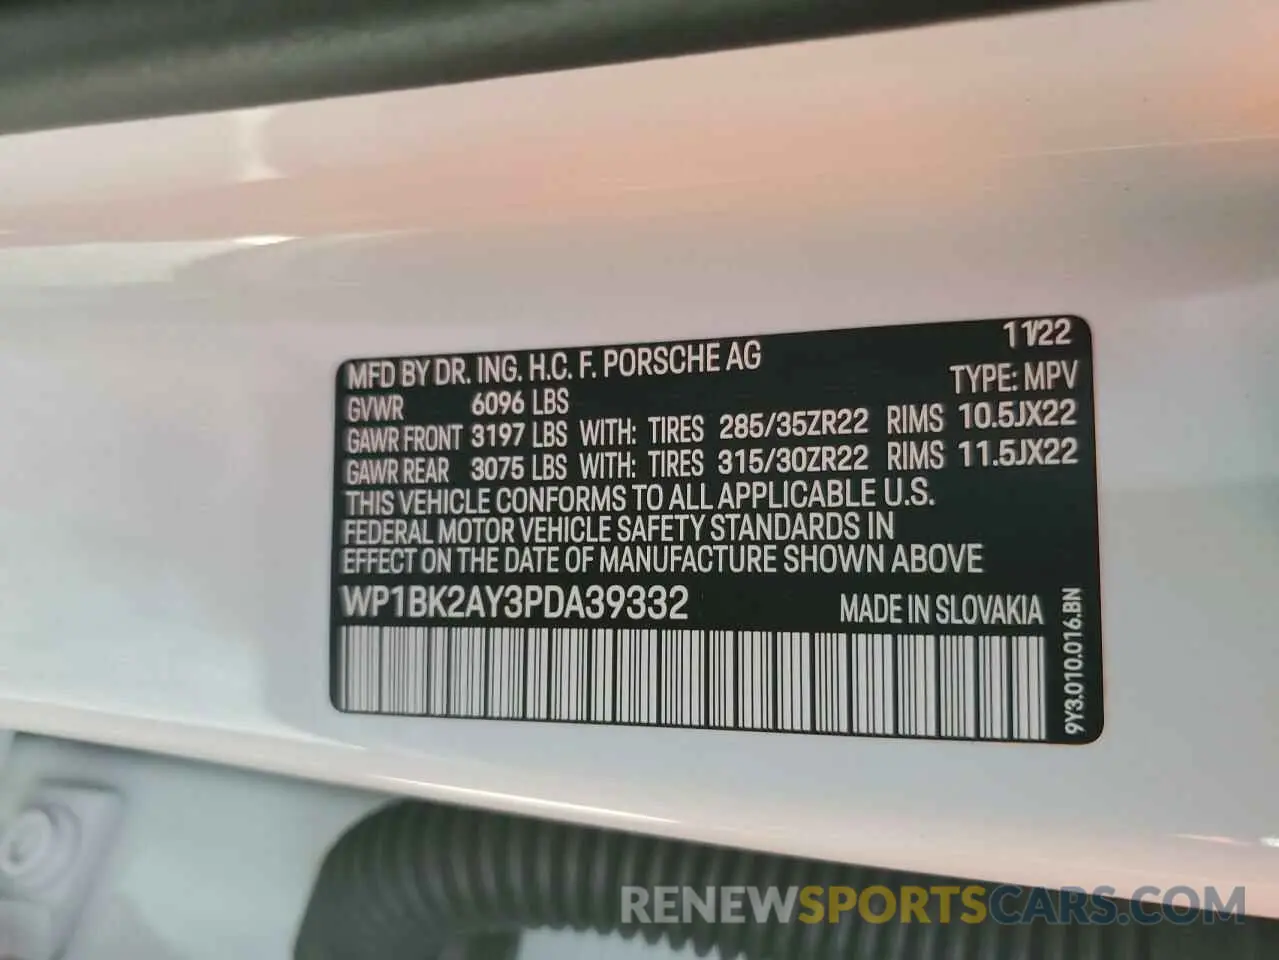 MFD BY DR. ING. H.C. F. PORSCHE AG 11/22
TYPE: MPV
GVWR 6096 LBS
GAWR FRONT 3197 LBS WITH: TIRES 285/35ZR22 RIMS 10.5JX22
GAWR REAR 3075 LBS WITH: TIRES 315/30ZR22 RIMS 11.5JX22
THIS VEHICLE CONFORMS TO ALL APPLICABLE U.S.
FEDERAL MOTOR VEHICLE SAFETY STANDARDS IN
EFFECT ON THE DATE OF MANUFACTURE SHOWN ABOVE
WP1BK2AY3PDA39332 MADE IN SLOVAKIA
9Y3.010.016.BN
RENEWSPORTSCARS.COM